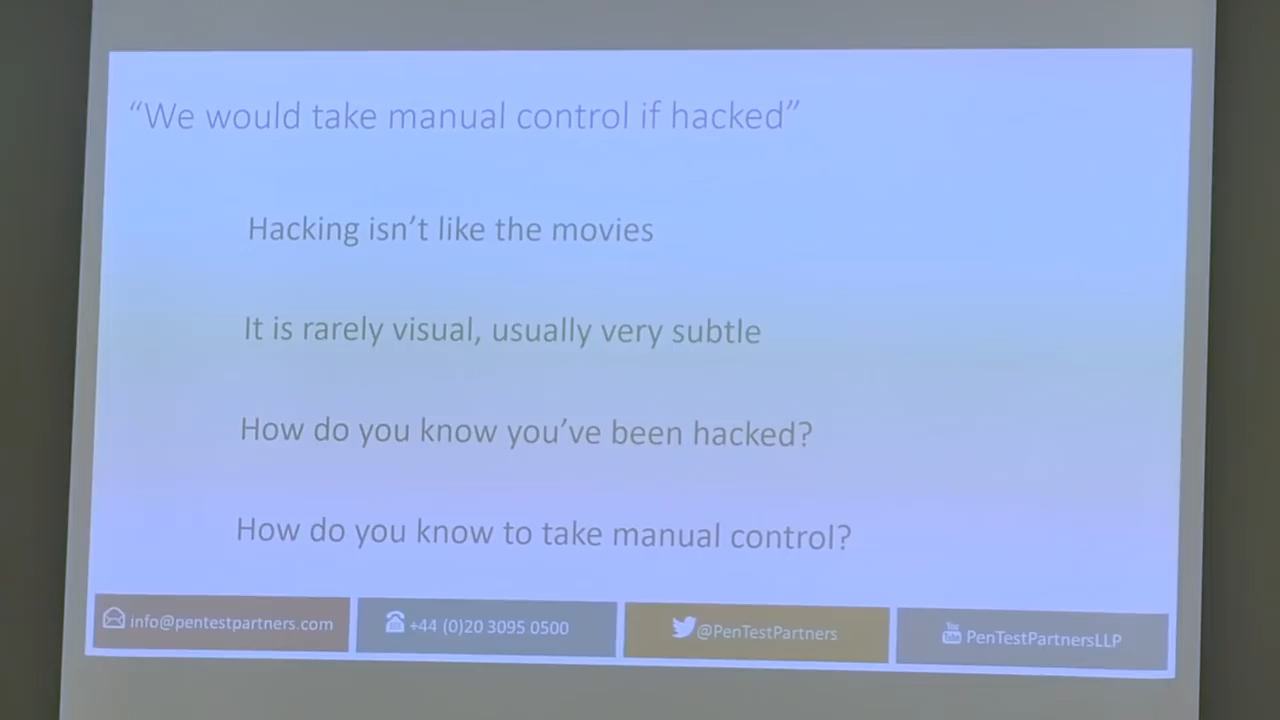 “We would take manual control if hacked”
Hacking isn’t like the movies
It is rarely visual, usually very subtle
How do you know you’ve been hacked?
How do you know to take manual control?
info@pentestpartners.com
+44 (0)20 3095 0500
@PenTestPartners
You Tube PenTestPartnersLLP